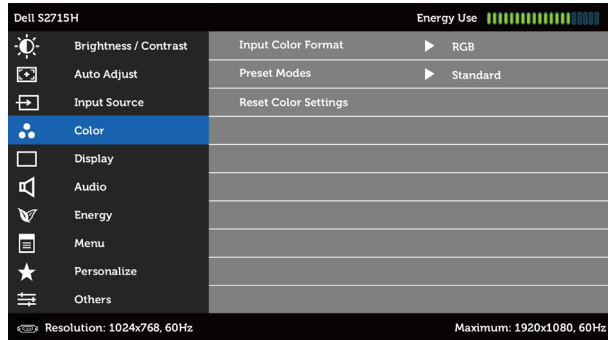 Dell S2715H Energy Use
Brightness / Contrast Input Color Format RGB
Auto Adjust Preset Modes Standard
Input Source Reset Color Settings
Color
Display
Audio
Energy
Menu
Personalize
Others
Resolution: 1024x768, 60Hz Maximum: 1920x1080, 60Hz